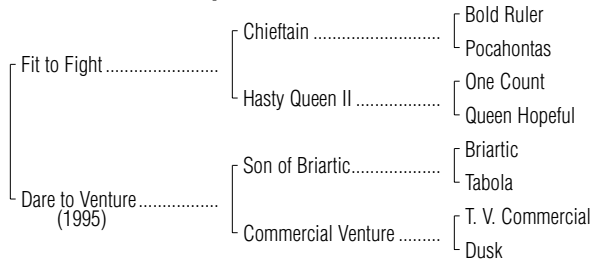 Bold Ruler
Chieftain ........................
Pocahontas
Fit to Fight ........................
One Count
Hasty Queen II ...................
Queen Hopeful
Briartic
Son of Briartic....................
Tabola
Dare to Venture.................
(1995)
T. V. Commercial
Commercial Venture .........
Dusk